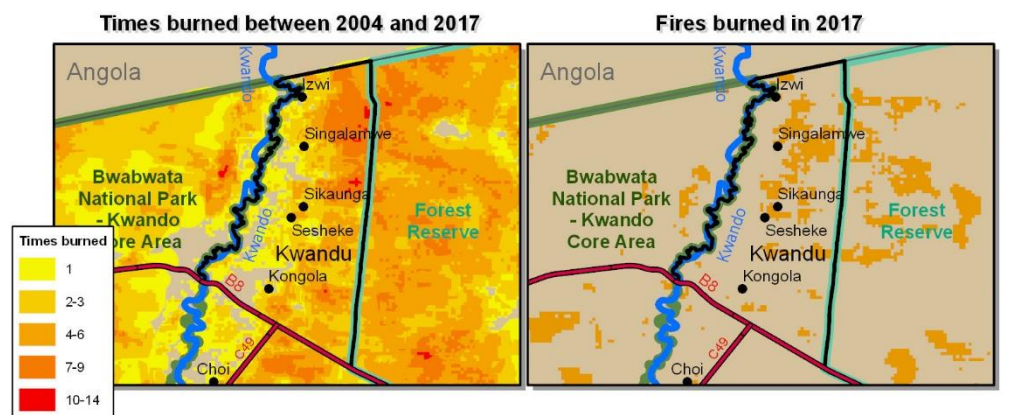 Times burned between 2004 and 2017
Angola
Kwando
Izwi
Singalamwe
Bwabwata
National Park
- Kwando
Core Area
Sikaunga
Sesheke
Kwando
Kwandu
Forest
Reserve
Kongola
B8
C49
Choi
Times burned
1
2-3
4-6
7-9
10-14
Fires burned in 2017
Angola
Kwando
Izwi
Singalamwe
Bwabwata
National Park
- Kwando
Core Area
Sikaunga
Sesheke
Kwando
Kwandu
Forest
Reserve
Kongola
B8
C49
Choi